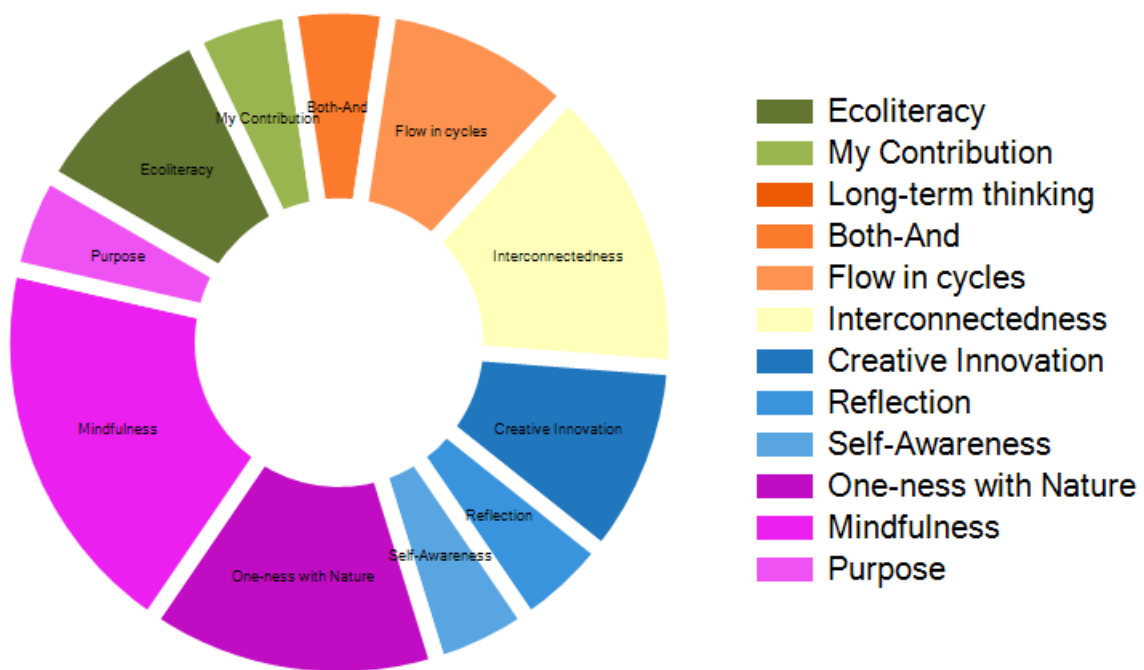 Both-And
My Contribution
Flow in cycles
Ecoliteracy
Interconnectedness
Purpose
Mindfulness
Creative Innovation
Reflection
Self-Awareness
One-ness with Nature
Ecoliteracy
My Contribution
Long-term thinking
Both-And
Flow in cycles
Interconnectedness
Creative Innovation
Reflection
Self-Awareness
One-ness with Nature
Mindfulness
Purpose